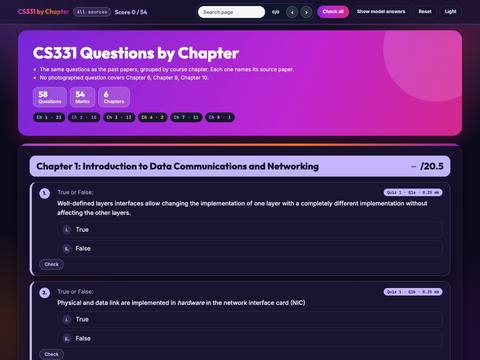 CS331 by Chapter All sources Score 0 / 54 Search page 0/0 Check all Show model answers Reset Light
CS331 Questions by Chapter
• The same questions as the past papers, grouped by course chapter. Each one names its source paper.
• No photographed question covers Chapter 6, Chapter 9, Chapter 10.
58 Questions
54 Marks
6 Chapters
Ch 1 · 21 Ch 2 · 10 Ch 3 · 13 Ch 4 · 2 Ch 7 · 11 Ch 8 · 1
Chapter 1: Introduction to Data Communications and Networking – /20.5
1. True or False: Quiz 1 · Q1a · 0.25 mk
Well-defined layers interfaces allow changing the implementation of one layer with a completely different implementation without
affecting the other layers.
i. True
ii. False
Check
2. True or False: Quiz 1 · Q1b · 0.25 mk
Physical and data link are implemented in hardware in the network interface card (NIC)
i. True
ii. False
Check